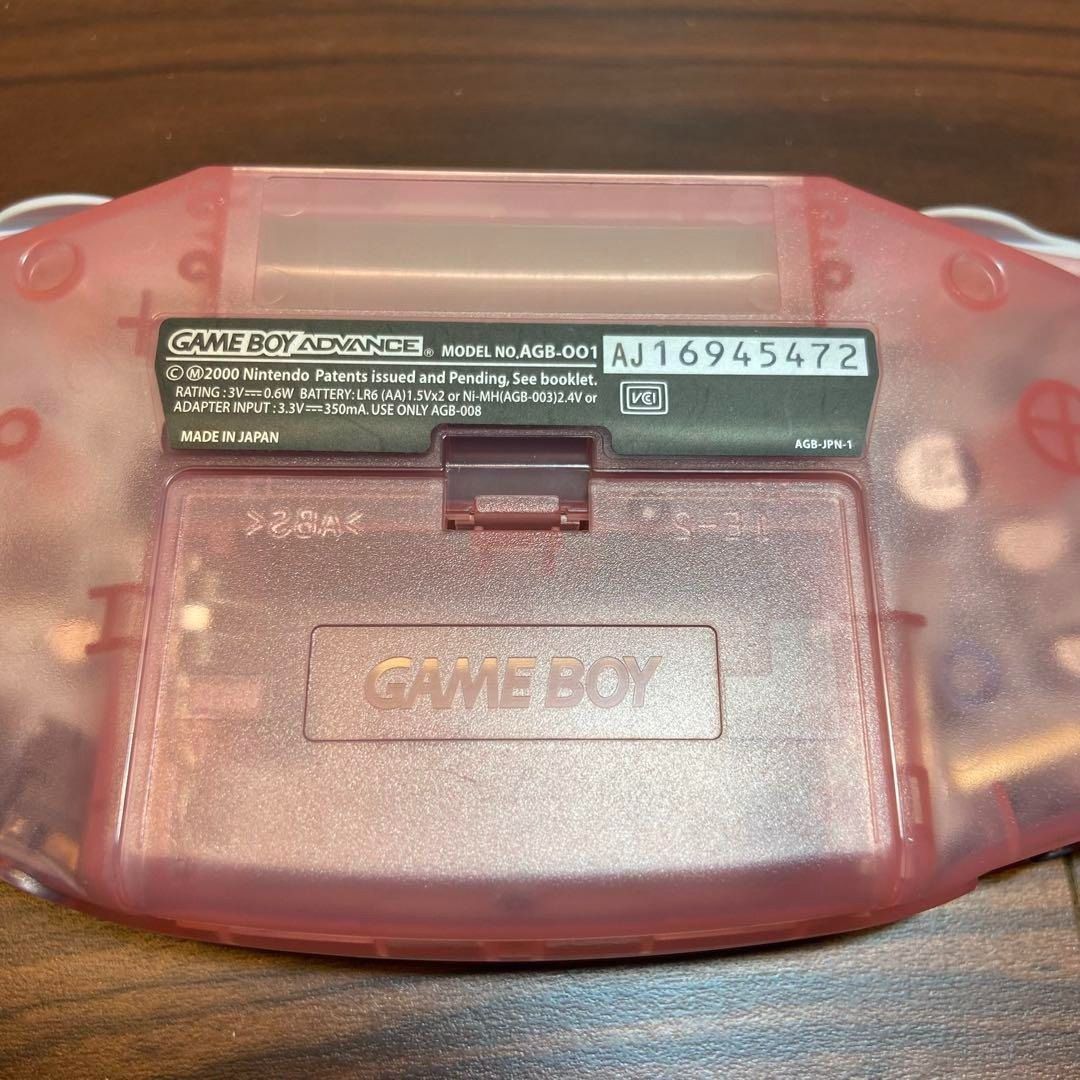 GAME BOY ADVANCE® MODEL NO.AGB-001 AJ16945472
©Ⓜ2000 Nintendo Patents issued and Pending, See booklet.
RATING : 3V⎓0.6W BATTERY: LR6 (AA)1.5Vx2 or Ni-MH(AGB-003)2.4V or
ADAPTER INPUT : 3.3V⎓350mA. USE ONLY AGB-008
VCI
MADE IN JAPAN AGB-JPN-1
>ABS<
GAME BOY